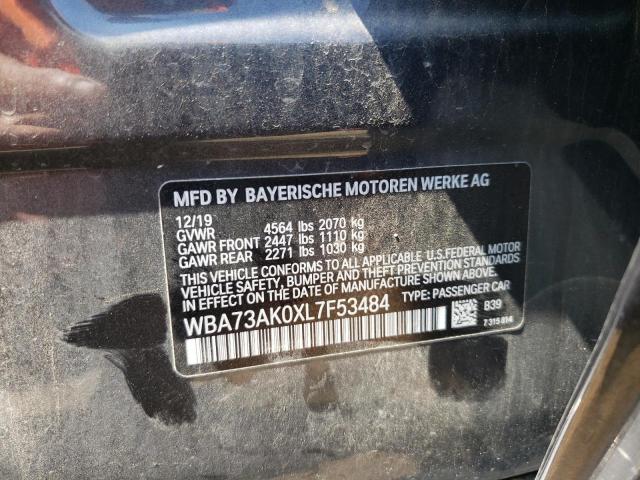 MFD BY BAYERISCHE MOTOREN WERKE AG
12/19
GVWR 4564 lbs 2070 kg
GAWR FRONT 2447 lbs 1110 kg
GAWR REAR 2271 lbs 1030 kg
THIS VEHICLE CONFORMS TO ALL APPLICABLE U.S.FEDERAL MOTOR
VEHICLE SAFETY, BUMPER AND THEFT PREVENTION STANDARDS
IN EFFECT ON THE DATE OF MANUFACTURE SHOWN ABOVE.
WBA73AK0XL7F53484 TYPE: PASSENGER CAR
B39
7 315 814